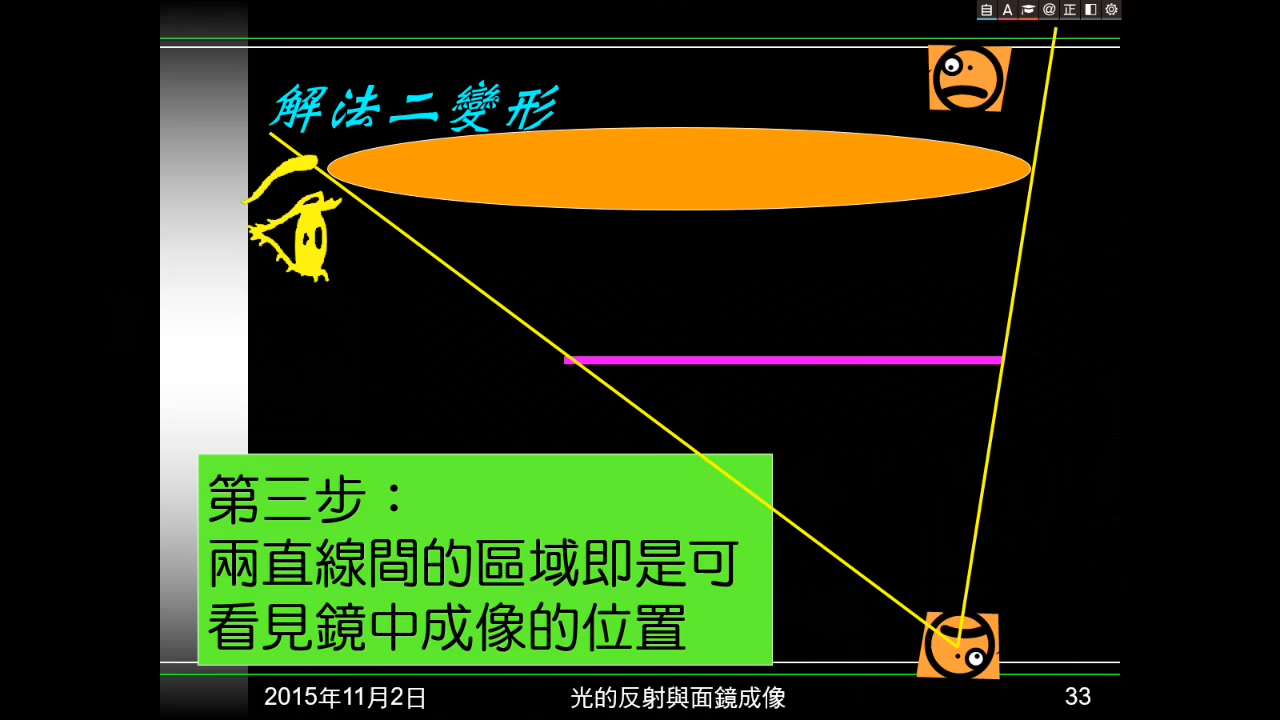 自 A @ 正
解法二變形
第三步：
兩直線間的區域即是可
看見鏡中成像的位置
2015年11月2日 光的反射與面鏡成像 33